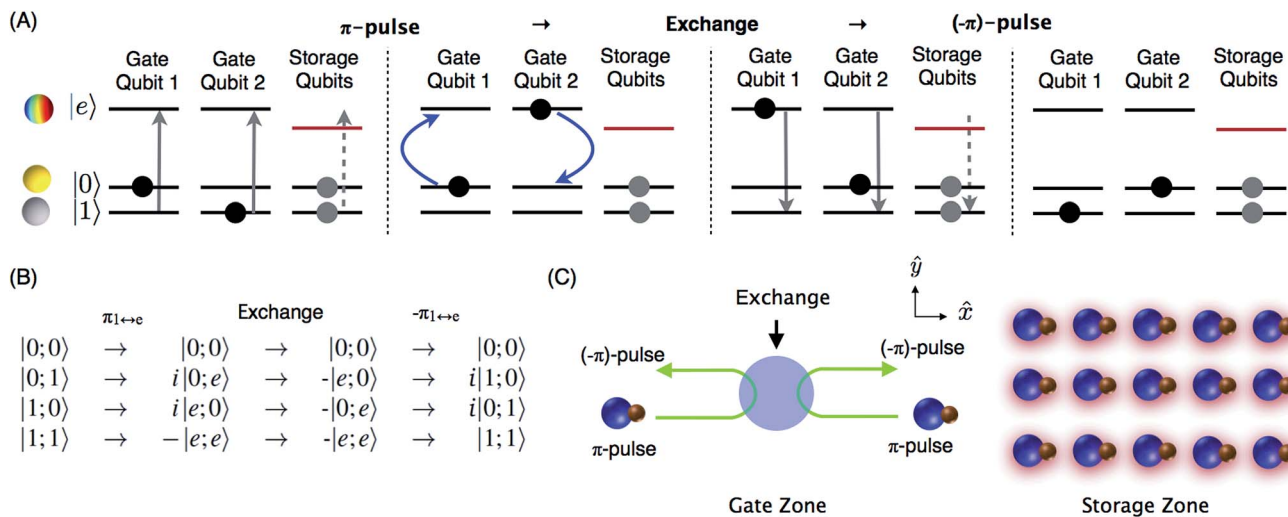 (A)
π-pulse → Exchange → (-π)-pulse
Gate Qubit 1 Gate Qubit 2 Storage Qubits Gate Qubit 1 Gate Qubit 2 Storage Qubits Gate Qubit 1 Gate Qubit 2 Storage Qubits Gate Qubit 1 Gate Qubit 2 Storage Qubits
|e⟩
|0⟩
|1⟩
(B)
π1↔e Exchange -π1↔e
|0;0⟩ → |0;0⟩ → |0;0⟩ → |0;0⟩
|0;1⟩ → i|0;e⟩ → -|e;0⟩ → i|1;0⟩
|1;0⟩ → i|e;0⟩ → -|0;e⟩ → i|0;1⟩
|1;1⟩ → −|e;e⟩ → -|e;e⟩ → |1;1⟩
(C)
Exchange
ŷ
x̂
(-π)-pulse (-π)-pulse
π-pulse π-pulse
Gate Zone Storage Zone